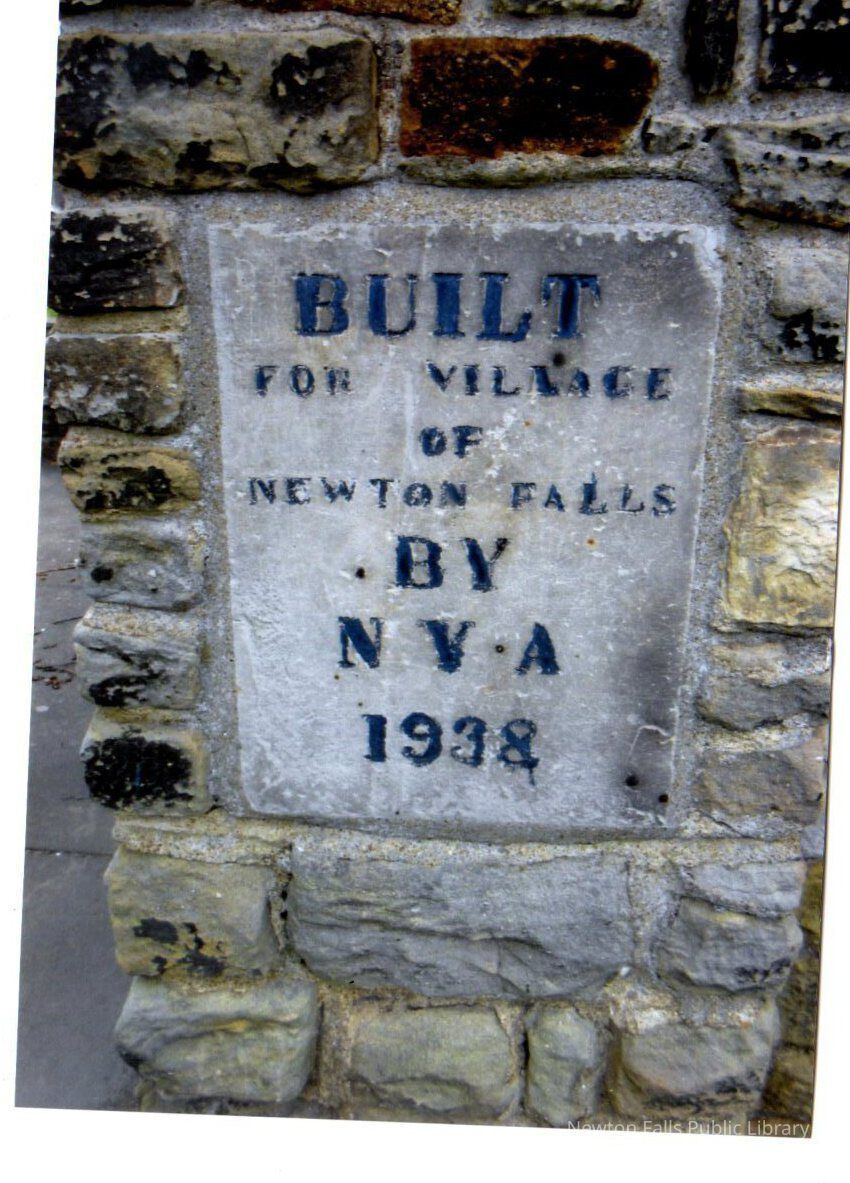 BUILT
FOR VILLAGE
OF
NEWTON FALLS
BY
N Y A
1938
Newton Falls Public Library